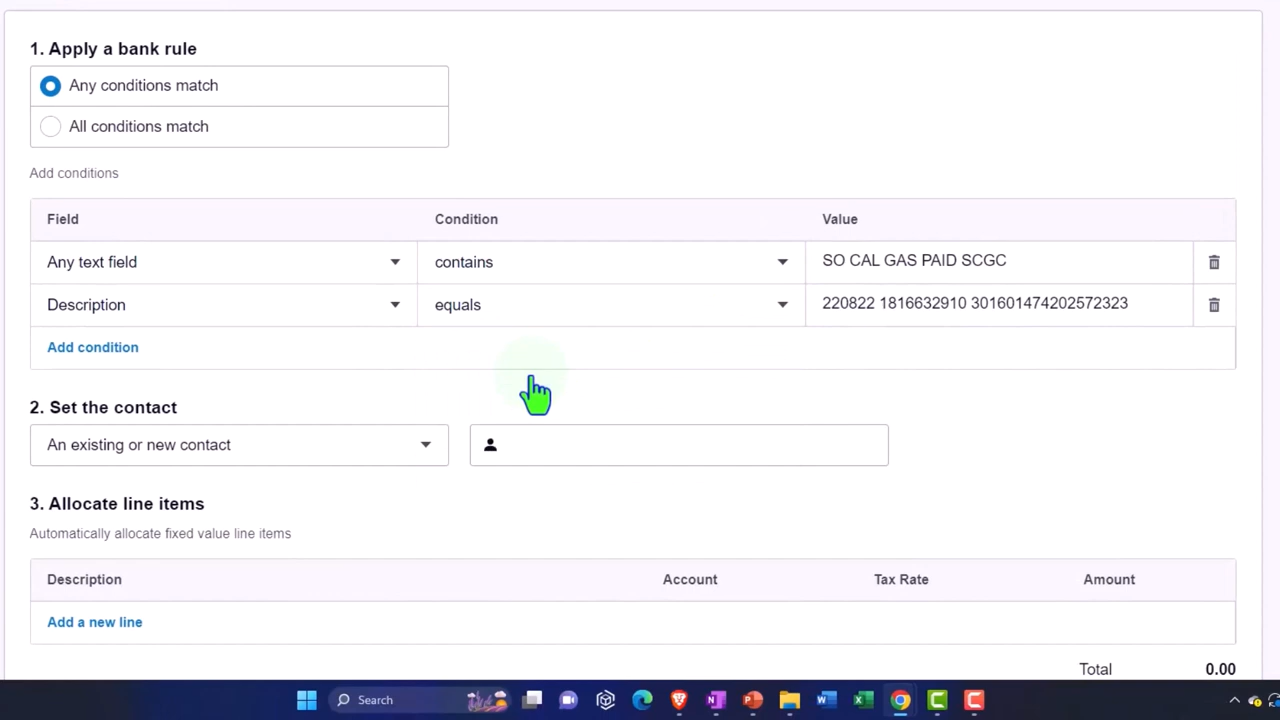 1. Apply a bank rule
Any conditions match
All conditions match
Add conditions
Field Condition Value
Any text field contains SO CAL GAS PAID SCGC
Description equals 220822 1816632910 301601474202572323
Add condition
2. Set the contact
An existing or new contact
3. Allocate line items
Automatically allocate fixed value line items
Description Account Tax Rate Amount
Add a new line
Total 0.00
Search